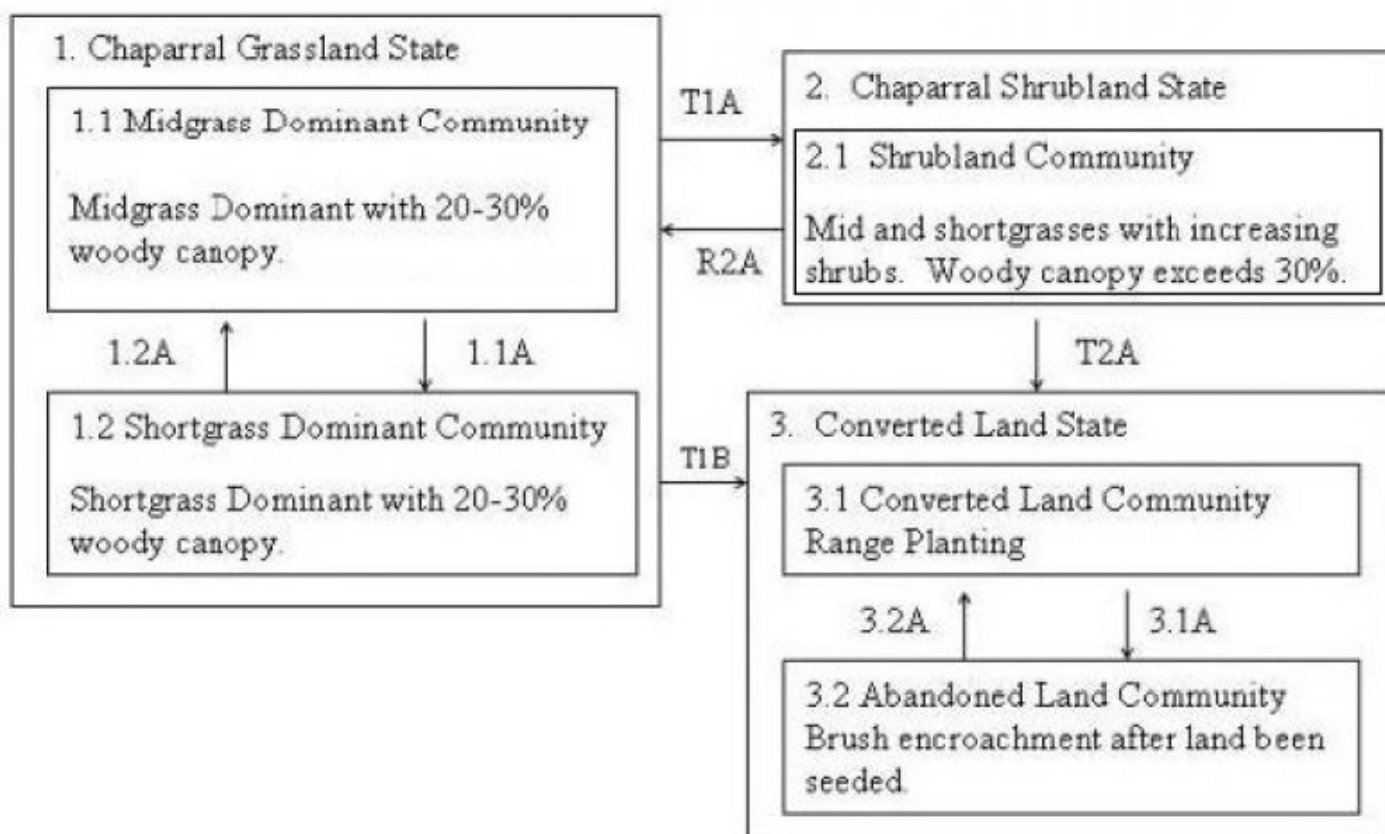 1. Chaparral Grassland State
1.1 Midgrass Dominant Community
Midgrass Dominant with 20-30%
woody canopy.
1.2A
1.1A
1.2 Shortgrass Dominant Community
Shortgrass Dominant with 20-30%
woody canopy.
T1A
R2A
T1B
2. Chaparral Shrubland State
2.1 Shrubland Community
Mid and shortgrasses with increasing
shrubs. Woody canopy exceeds 30%.
T2A
3. Converted Land State
3.1 Converted Land Community
Range Planting
3.2A
3.1A
3.2 Abandoned Land Community
Brush encroachment after land been
seeded.